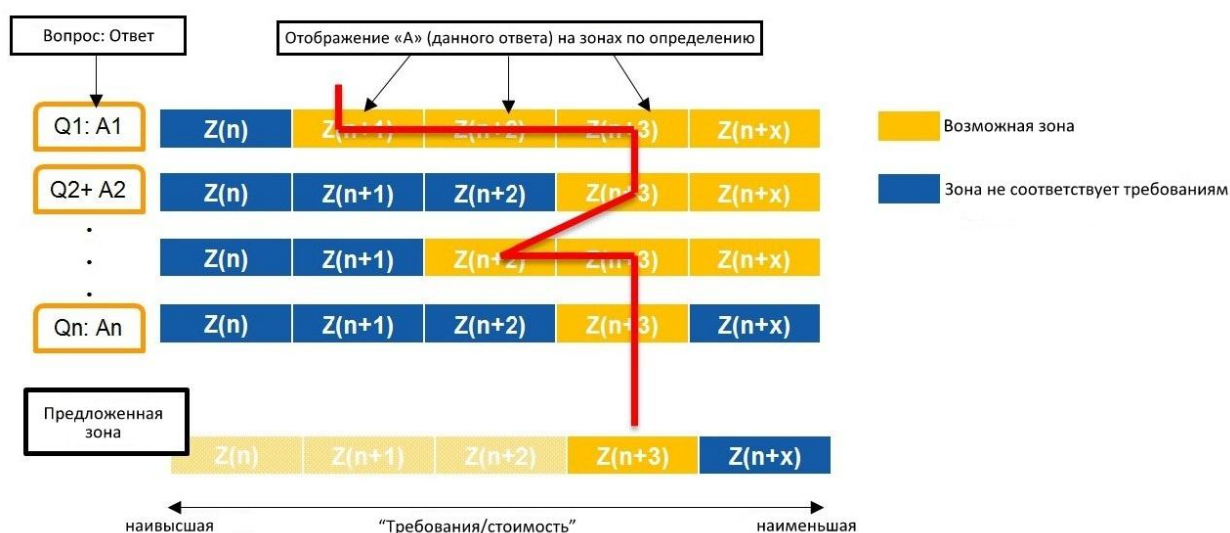 Вопрос: Ответ
Отображение «А» (данного ответа) на зонах по определению
Q1: A1
Z(n) Z(n+1) Z(n+2) Z(n+3) Z(n+x)
Возможная зона
Q2+ A2
Z(n) Z(n+1) Z(n+2) Z(n+3) Z(n+x)
Зона не соответствует требованиям
Z(n) Z(n+1) Z(n+2) Z(n+3) Z(n+x)
Qn: An
Z(n) Z(n+1) Z(n+2) Z(n+3) Z(n+x)
Предложенная
зона
Z(n) Z(n+1) Z(n+2) Z(n+3) Z(n+x)
наивысшая "Требования/стоимость" наименьшая